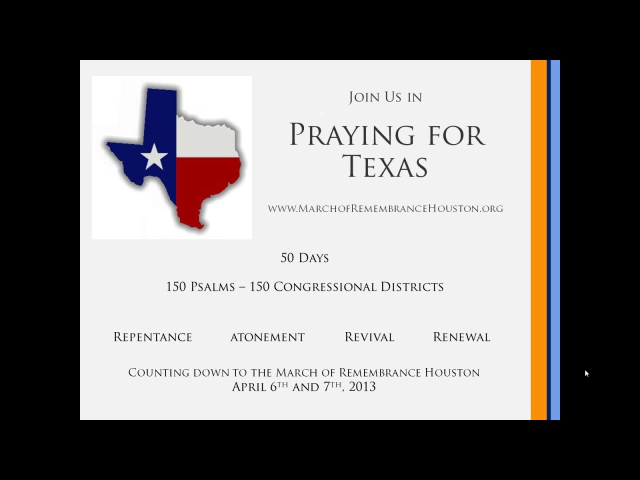 Join Us in
Praying for
Texas
www.MarchofRemembranceHouston.org
50 Days
150 Psalms – 150 Congressional Districts
Repentance atonement Revival Renewal
Counting down to the March of Remembrance Houston
April 6th and 7th, 2013